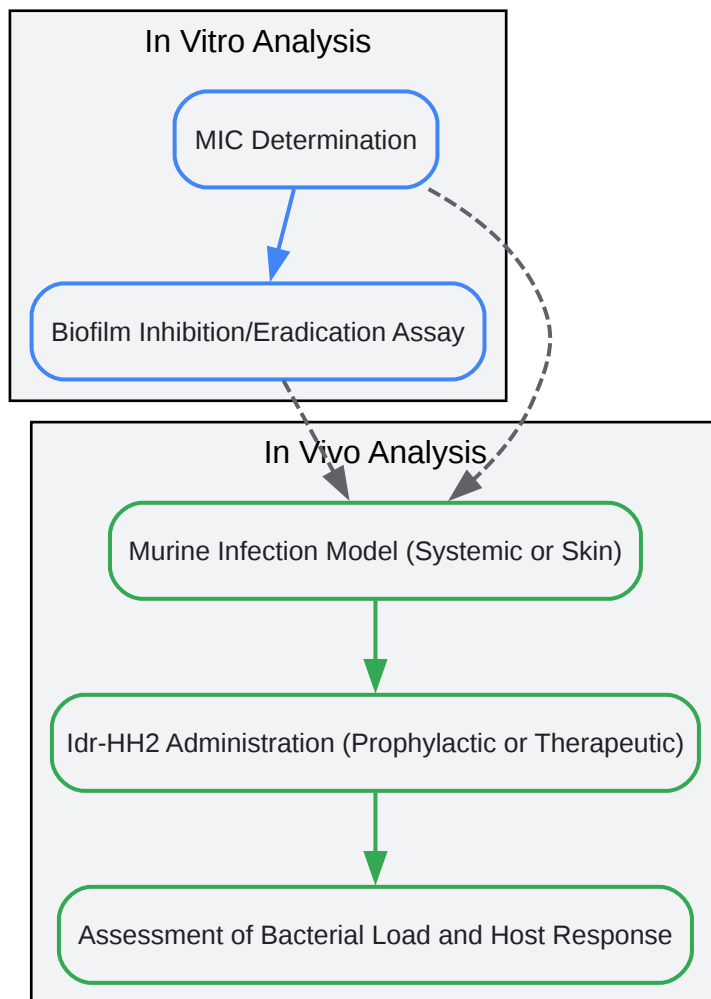 In Vitro Analysis
MIC Determination
Biofilm Inhibition/Eradication Assay
In Vivo Analysis
Murine Infection Model (Systemic or Skin)
Idr-HH2 Administration (Prophylactic or Therapeutic)
Assessment of Bacterial Load and Host Response